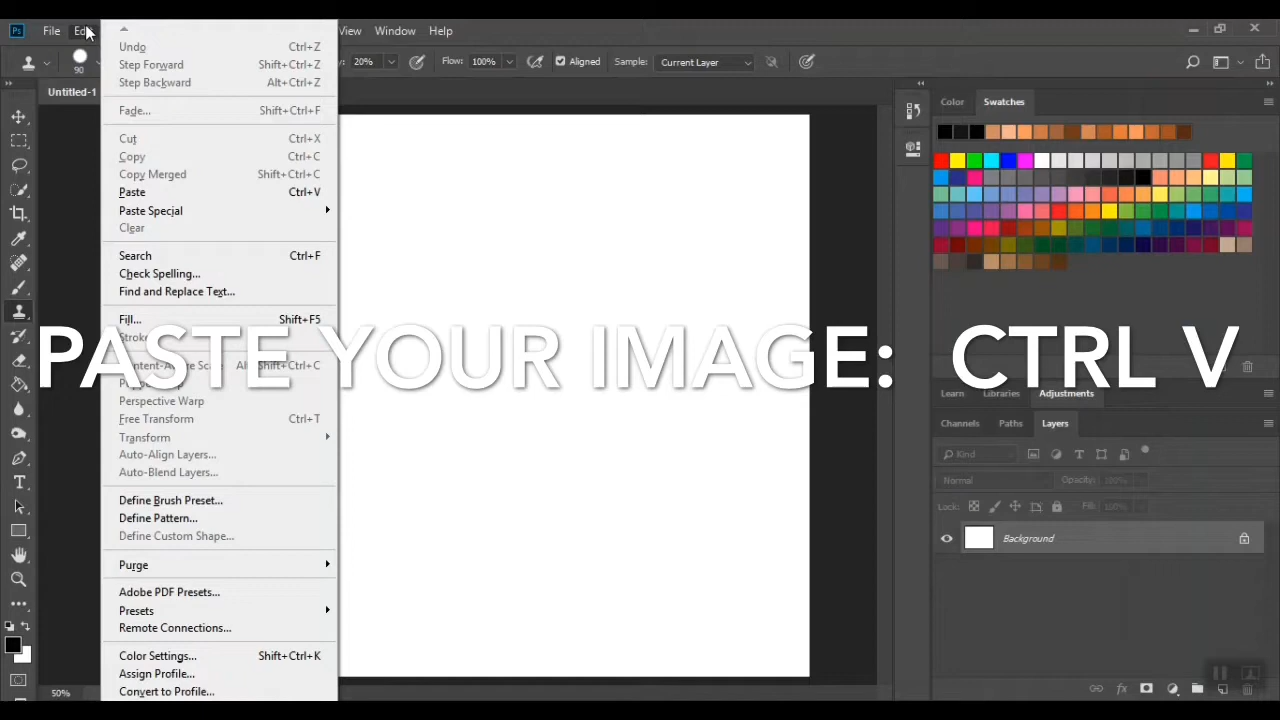 Ps File Edit View Window Help
90 20% Flow: 100% Aligned Sample: Current Layer
Untitled-1
Undo Ctrl+Z
Step Forward Shift+Ctrl+Z
Step Backward Alt+Ctrl+Z
Fade... Shift+Ctrl+F
Cut Ctrl+X
Copy Ctrl+C
Copy Merged Shift+Ctrl+C
Paste Ctrl+V
Paste Special
Clear
Search Ctrl+F
Check Spelling...
Find and Replace Text...
Fill... Shift+F5
PASTE YOUR IMAGE: CTRL V
Perspective Warp
Free Transform Ctrl+T
Transform
Auto-Align Layers...
Auto-Blend Layers...
Define Brush Preset...
Define Pattern...
Define Custom Shape...
Purge
Adobe PDF Presets...
Presets
Remote Connections...
Color Settings... Shift+Ctrl+K
Assign Profile...
Convert to Profile...
50%
Color Swatches
Learn Libraries Adjustments
Channels Paths Layers
Kind
Normal Opacity: 100%
Lock: Fill: 100%
Background